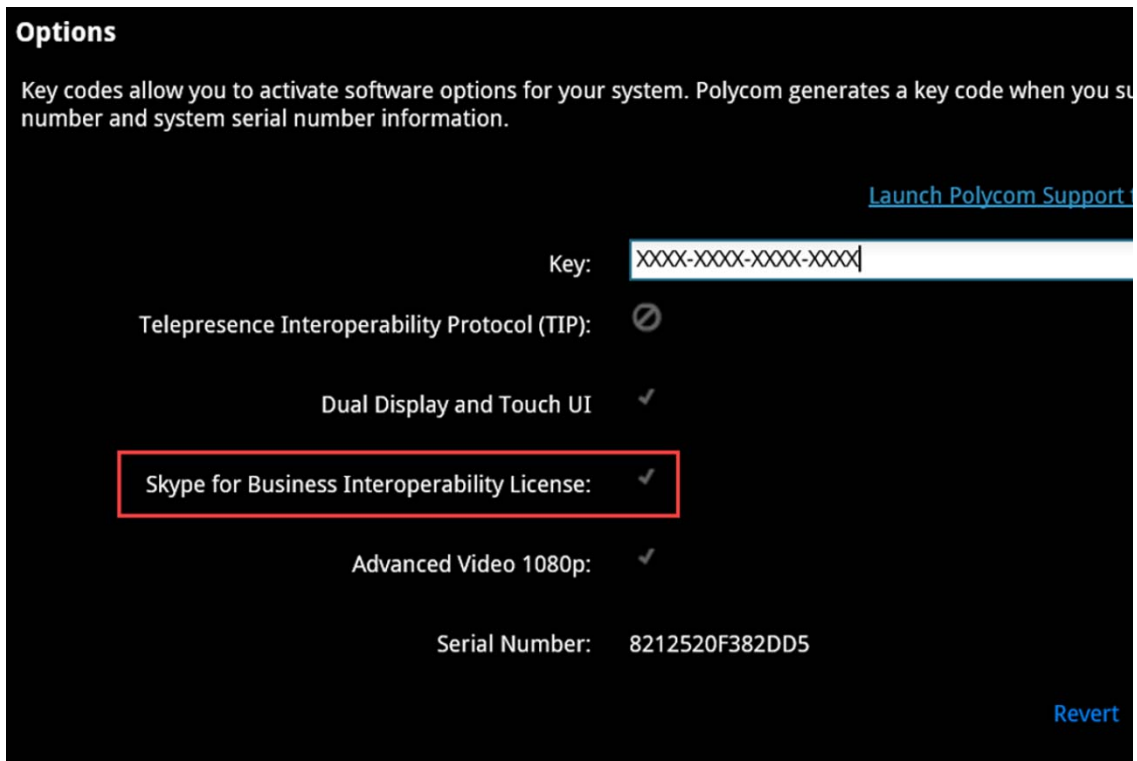 Options
Key codes allow you to activate software options for your system. Polycom generates a key code when you su
number and system serial number information.
Launch Polycom Support
Key: XXXX-XXXX-XXXX-XXXX
Telepresence Interoperability Protocol (TIP):
Dual Display and Touch UI
Skype for Business Interoperability License:
Advanced Video 1080p:
Serial Number: 8212520F382DD5
Revert